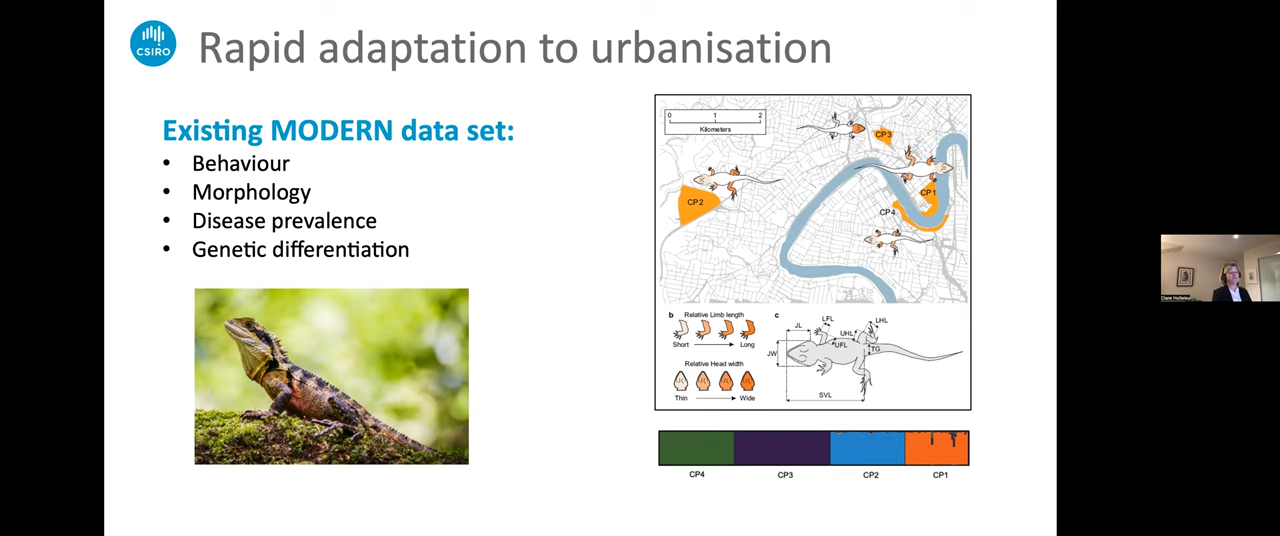 CSIRO
Rapid adaptation to urbanisation
Existing MODERN data set:
• Behaviour
• Morphology
• Disease prevalence
• Genetic differentiation
0 1 2
Kilometers
CP3
CP2
CP1
CP4
b Relative Limb length
Short Long
Relative Head width
Thin Wide
c
JL
LFL
LHL
UHL
UFL
TG
JW
SVL
CP4 CP3 CP2 CP1
Clare Holleley